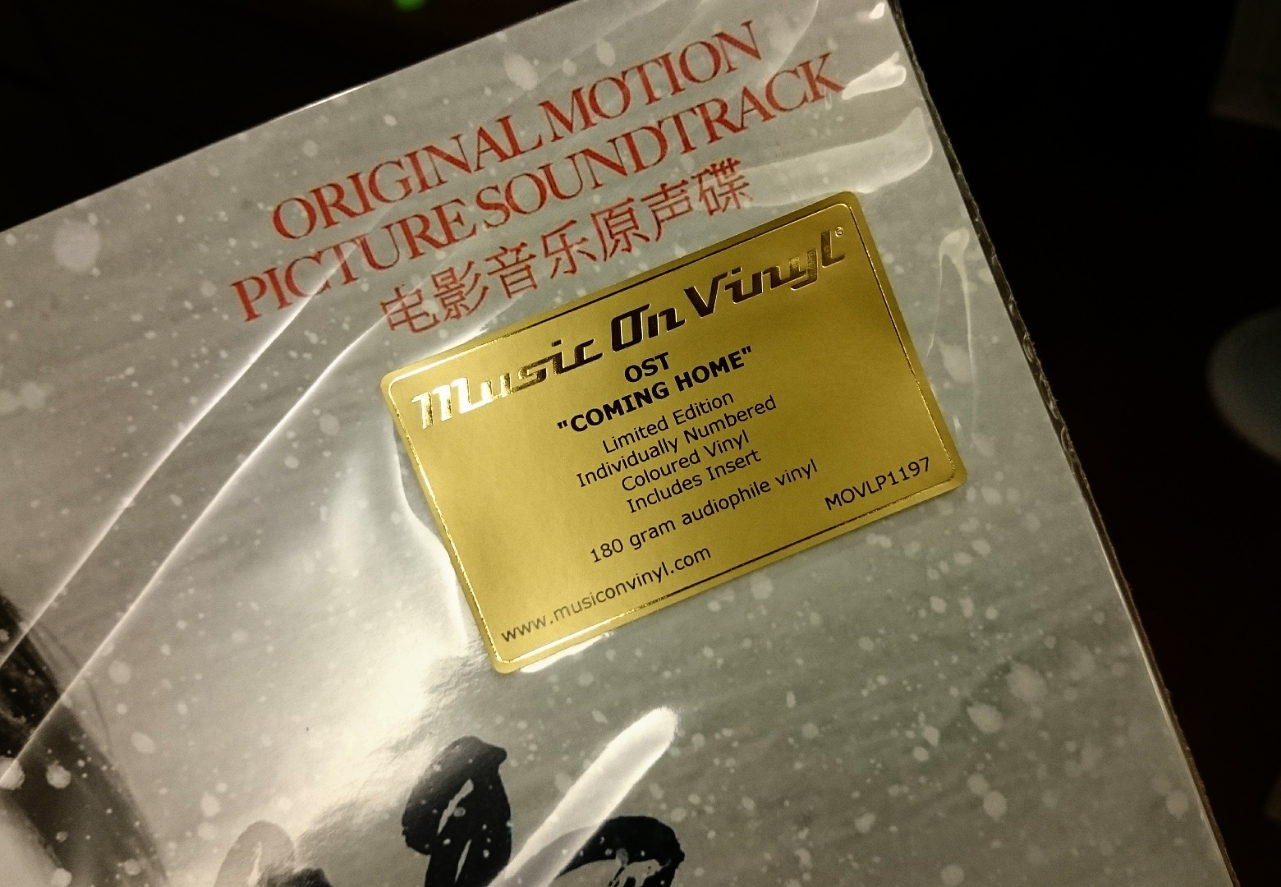 ORIGINAL MOTION
PICTURE SOUNDTRACK
电影音乐原声碟
Music On Vinyl®
OST
"COMING HOME"
Limited Edition
Individually Numbered
Coloured Vinyl
Includes Insert
180 gram audiophile vinyl
MOVLP1197
www.musiconvinyl.com